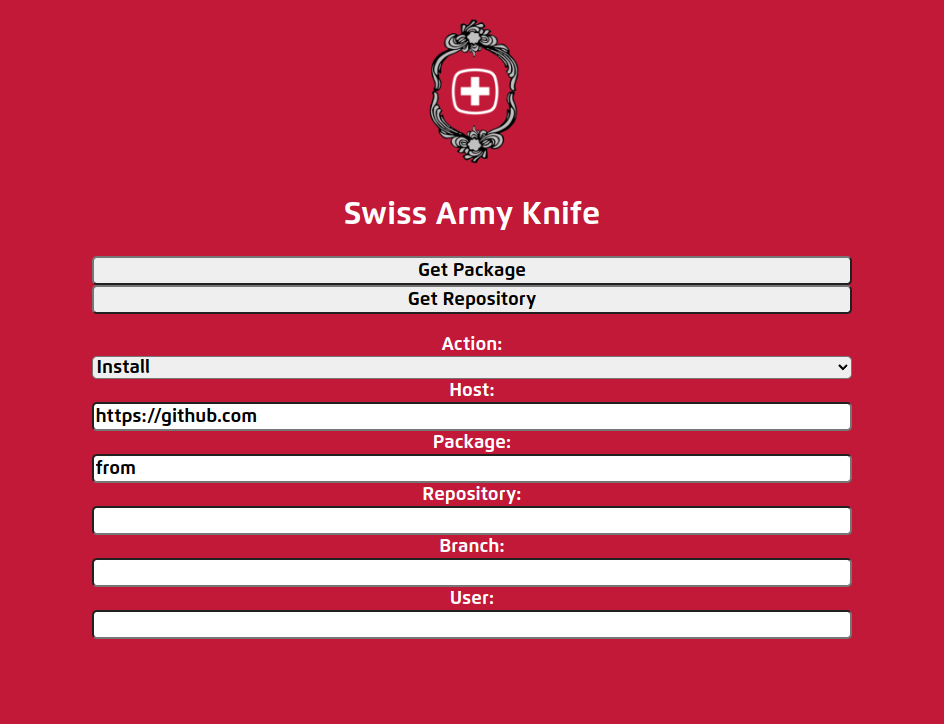 Swiss Army Knife
Get Package
Get Repository
Action:
Install
Host:
https://github.com
Package:
from
Repository:
Branch:
User: